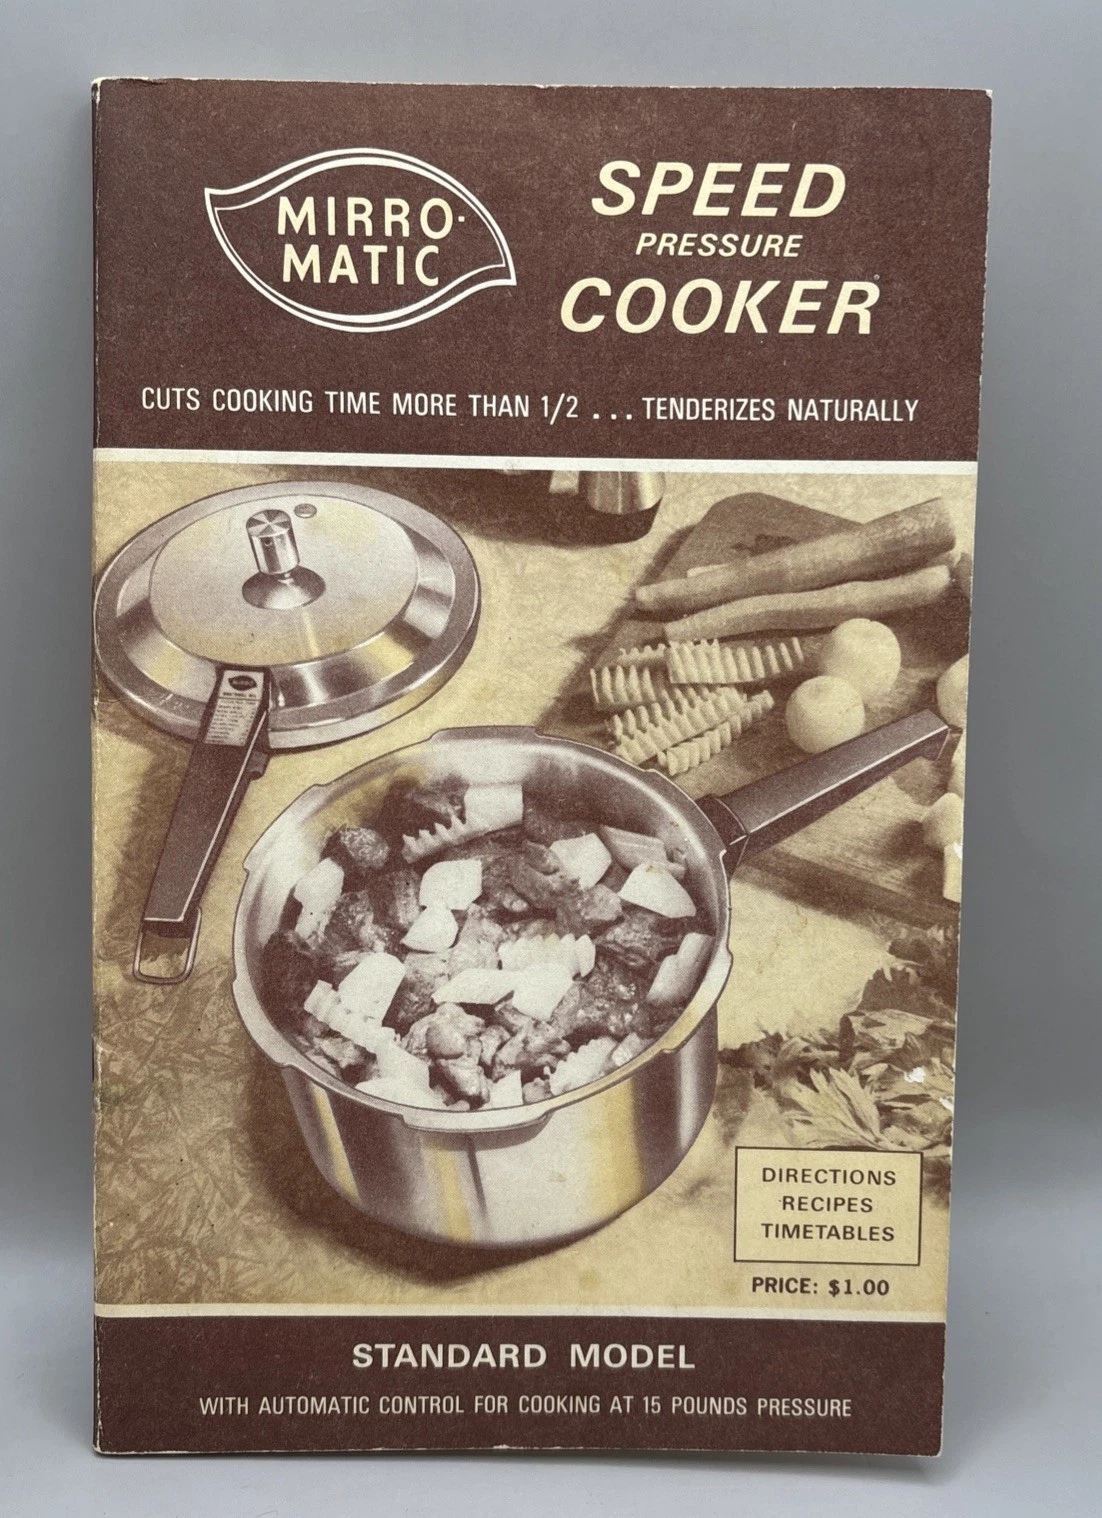 MIRRO-
MATIC
SPEED
PRESSURE
COOKER
CUTS COOKING TIME MORE THAN 1/2 ... TENDERIZES NATURALLY
DIRECTIONS
RECIPES
TIMETABLES
PRICE: $1.00
STANDARD MODEL
WITH AUTOMATIC CONTROL FOR COOKING AT 15 POUNDS PRESSURE